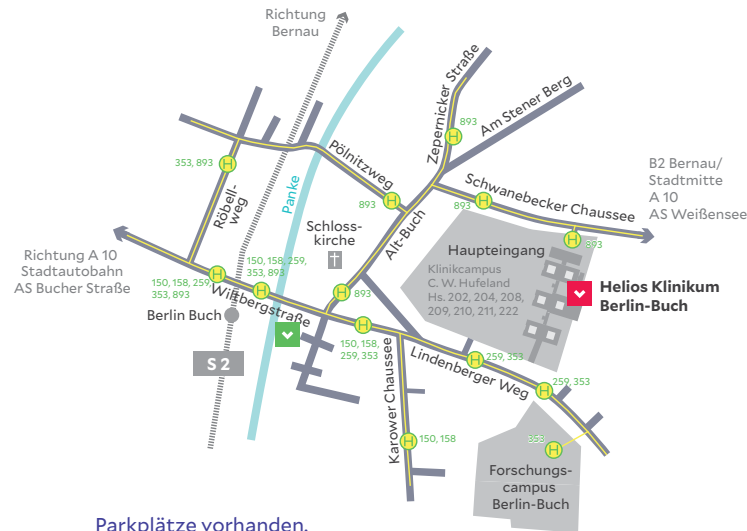 Richtung
Bernau
Zepernicker Straße
Am Stener Berg
893
353, 893
Pölnitzweg
B2 Bernau/
Stadtmitte
A 10
AS Weißensee
Schwanebecker Chaussee
Röbell-
weg
Panke
893
893
Schloss-
kirche
Alt-Buch
893
Haupteingang
Richtung A 10
Stadtautobahn
AS Bucher Straße
150, 158, 259,
353, 893
Klinikcampus
C. W. Hufeland
Hs. 202, 204, 208,
209, 210, 211, 222
150, 158, 259,
353, 893
Helios Klinikum
Berlin-Buch
893
Wiltbergstraße
Berlin Buch
150, 158,
259, 353
S 2
Karower Chaussee
Lindenberger Weg
259, 353
259, 353
150, 158
353
Forschungs-
campus
Berlin-Buch
Parkplätze vorhanden.
H
H
H
H
H
H
H
H
H
H
H
H
H